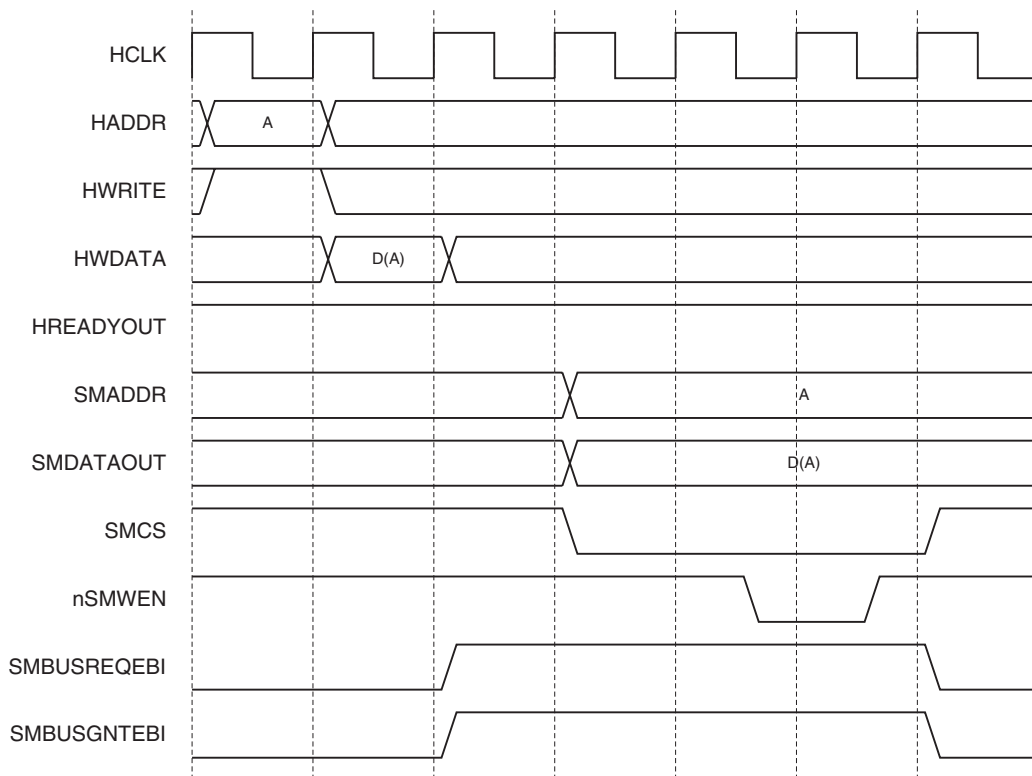 HCLK
HADDR
A
HWRITE
HWDATA
D(A)
HREADYOUT
SMADDR
A
SMDATAOUT
D(A)
SMCS
nSMWEN
SMBUSREQEBI
SMBUSGNTEBI